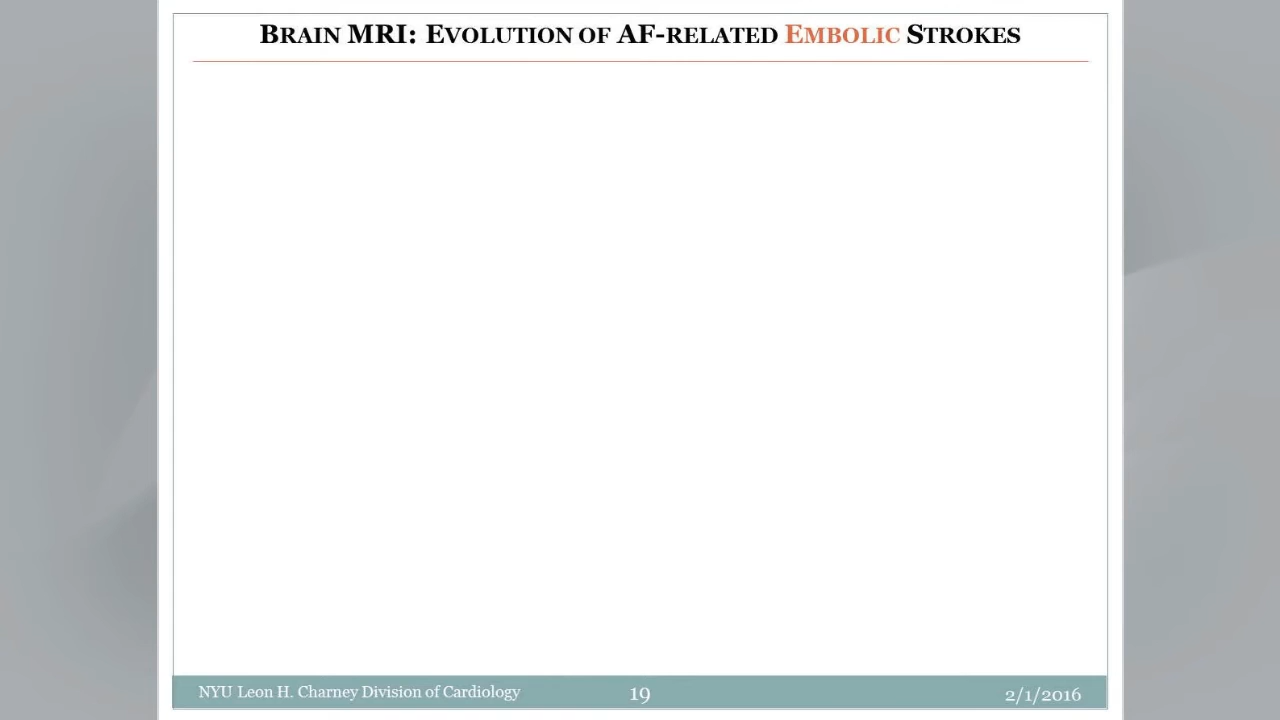 BRAIN MRI: EVOLUTION OF AF-RELATED EMBOLIC STROKES
NYU Leon H. Charney Division of Cardiology
19
2/1/2016